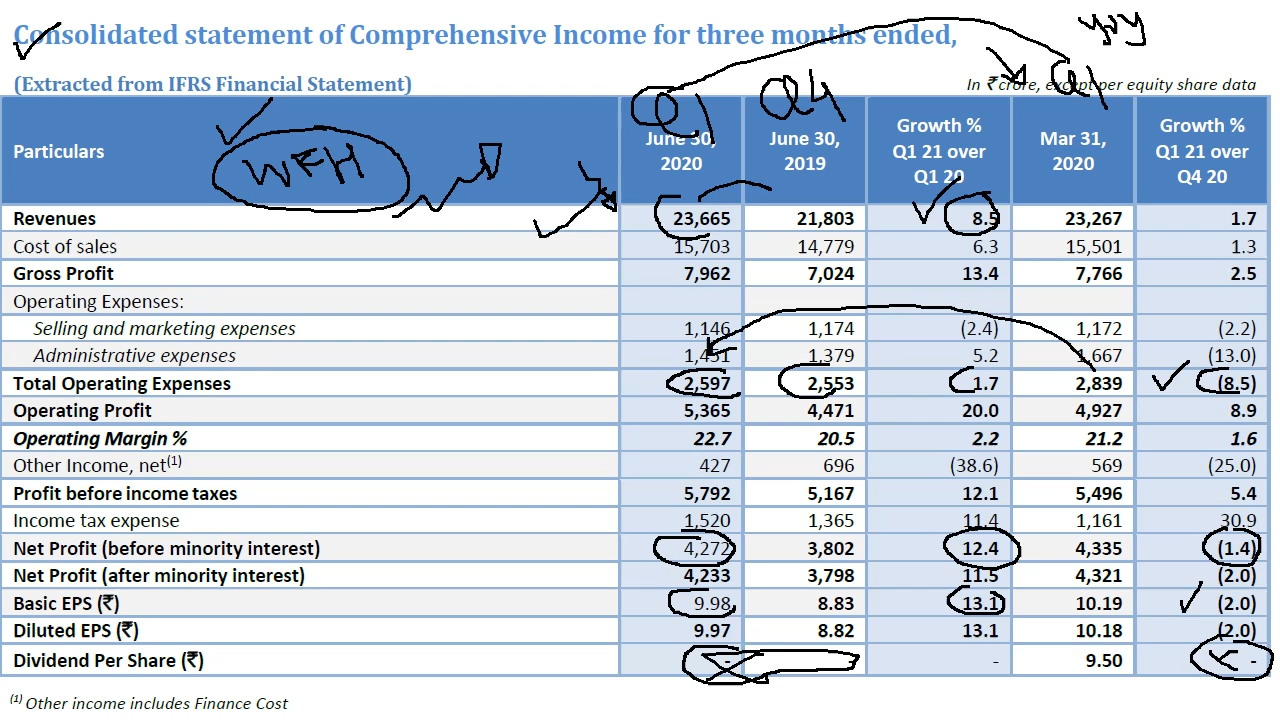 Consolidated statement of Comprehensive Income for three months ended,
(Extracted from IFRS Financial Statement)
In ₹ crore, except per equity share data
Q1 Q4 Q1 yoy
WFH
Particulars June 30, 2020 June 30, 2019 Growth % Q1 21 over Q1 20 Mar 31, 2020 Growth % Q1 21 over Q4 20
Revenues 23,665 21,803 8.5 23,267 1.7
Cost of sales 15,703 14,779 6.3 15,501 1.3
Gross Profit 7,962 7,024 13.4 7,766 2.5
Operating Expenses:
Selling and marketing expenses 1,146 1,174 (2.4) 1,172 (2.2)
Administrative expenses 1,451 1,379 5.2 1,667 (13.0)
Total Operating Expenses 2,597 2,553 1.7 2,839 (8.5)
Operating Profit 5,365 4,471 20.0 4,927 8.9
Operating Margin % 22.7 20.5 2.2 21.2 1.6
Other Income, net(1) 427 696 (38.6) 569 (25.0)
Profit before income taxes 5,792 5,167 12.1 5,496 5.4
Income tax expense 1,520 1,365 11.4 1,161 30.9
Net Profit (before minority interest) 4,272 3,802 12.4 4,335 (1.4)
Net Profit (after minority interest) 4,233 3,798 11.5 4,321 (2.0)
Basic EPS (₹) 9.98 8.83 13.1 10.19 (2.0)
Diluted EPS (₹) 9.97 8.82 13.1 10.18 (2.0)
Dividend Per Share (₹) - - - 9.50 -
(1) Other income includes Finance Cost